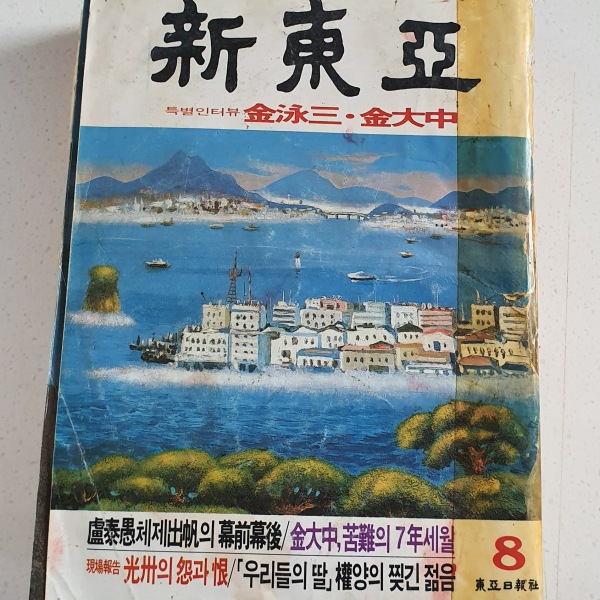 新東亞
특별인터뷰 金泳三·金大中
盧泰愚체제出帆의 幕前幕後/金大中, 苦難의 7年세월
現場報告 光州의 怨과 恨/「우리들의 딸」權양의 찢긴 젊음
8
東亞日報社